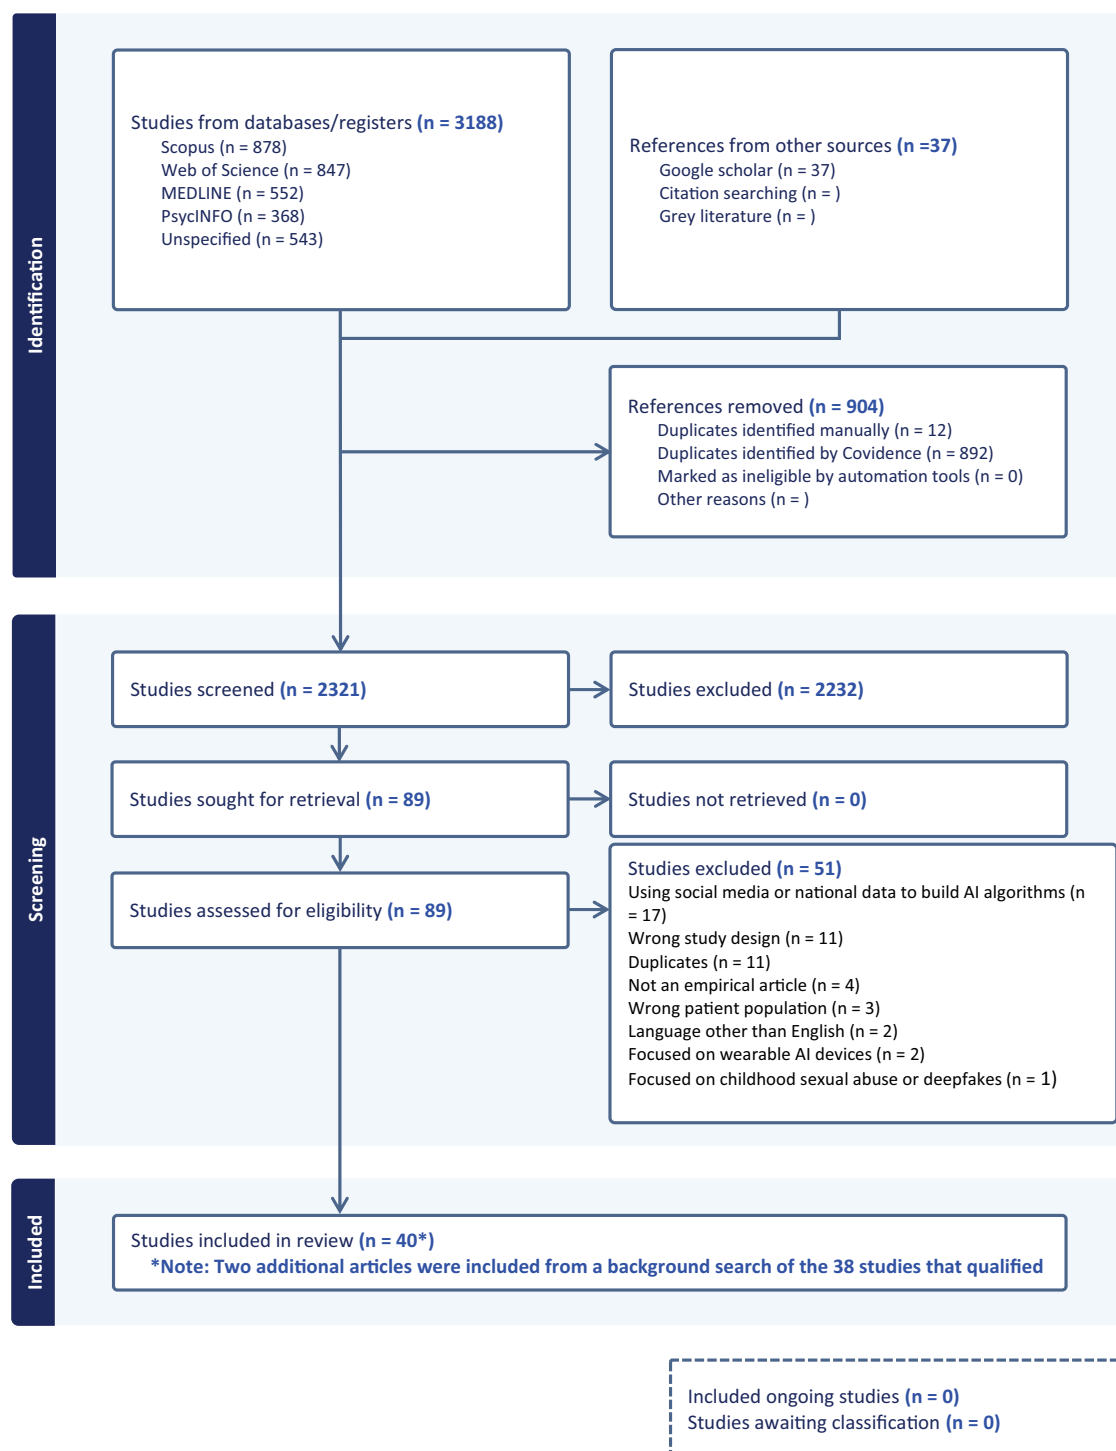 Identification
Studies from databases/registers (n = 3188)
Scopus (n = 878)
Web of Science (n = 847)
MEDLINE (n = 552)
PsycINFO (n = 368)
Unspecified (n = 543)
References from other sources (n =37)
Google scholar (n = 37)
Citation searching (n = )
Grey literature (n = )
References removed (n = 904)
Duplicates identified manually (n = 12)
Duplicates identified by Covidence (n = 892)
Marked as ineligible by automation tools (n = 0)
Other reasons (n = )
Screening
Studies screened (n = 2321)
Studies excluded (n = 2232)
Studies sought for retrieval (n = 89)
Studies not retrieved (n = 0)
Studies assessed for eligibility (n = 89)
Studies excluded (n = 51)
Using social media or national data to build AI algorithms (n
= 17)
Wrong study design (n = 11)
Duplicates (n = 11)
Not an empirical article (n = 4)
Wrong patient population (n = 3)
Language other than English (n = 2)
Focused on wearable AI devices (n = 2)
Focused on childhood sexual abuse or deepfakes (n = 1)
Included
Studies included in review (n = 40*)
*Note: Two additional articles were included from a background search of the 38 studies that qualified
Included ongoing studies (n = 0)
Studies awaiting classification (n = 0)